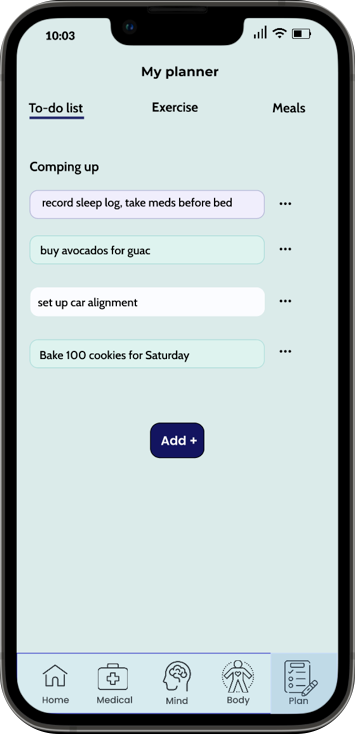 10:03
My planner
To-do list Exercise Meals
Comping up
record sleep log, take meds before bed
buy avocados for guac
set up car alignment
Bake 100 cookies for Saturday
Add +
Home Medical Mind Body Plan